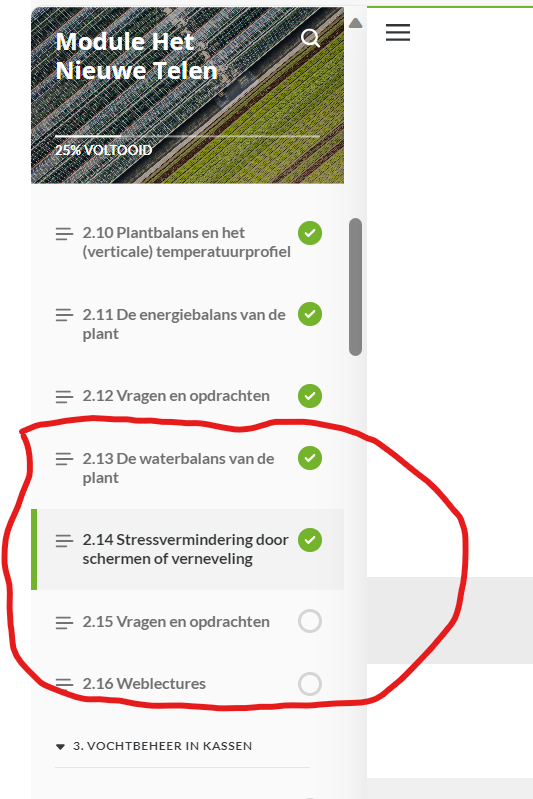 Module Het
Nieuwe Telen
25% VOLTOOID
2.10 Plantbalans en het
(verticale) temperatuurprofiel
2.11 De energiebalans van de
plant
2.12 Vragen en opdrachten
2.13 De waterbalans van de
plant
2.14 Stressvermindering door
schermen of verneveling
2.15 Vragen en opdrachten
2.16 Weblectures
3. VOCHTBEHEER IN KASSEN